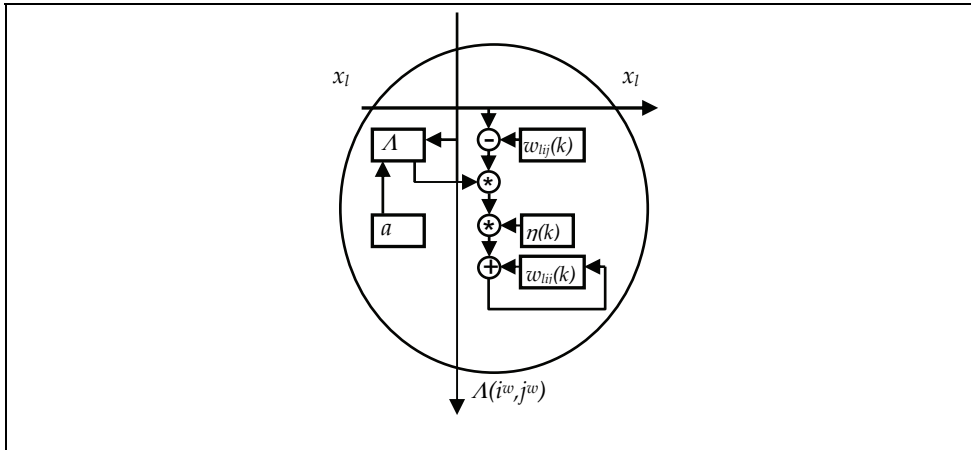 x_l x_l
-
w_lij(k)
Λ
*
a
*
η(k)
+
w_lij(k)
Λ(i^w,j^w)